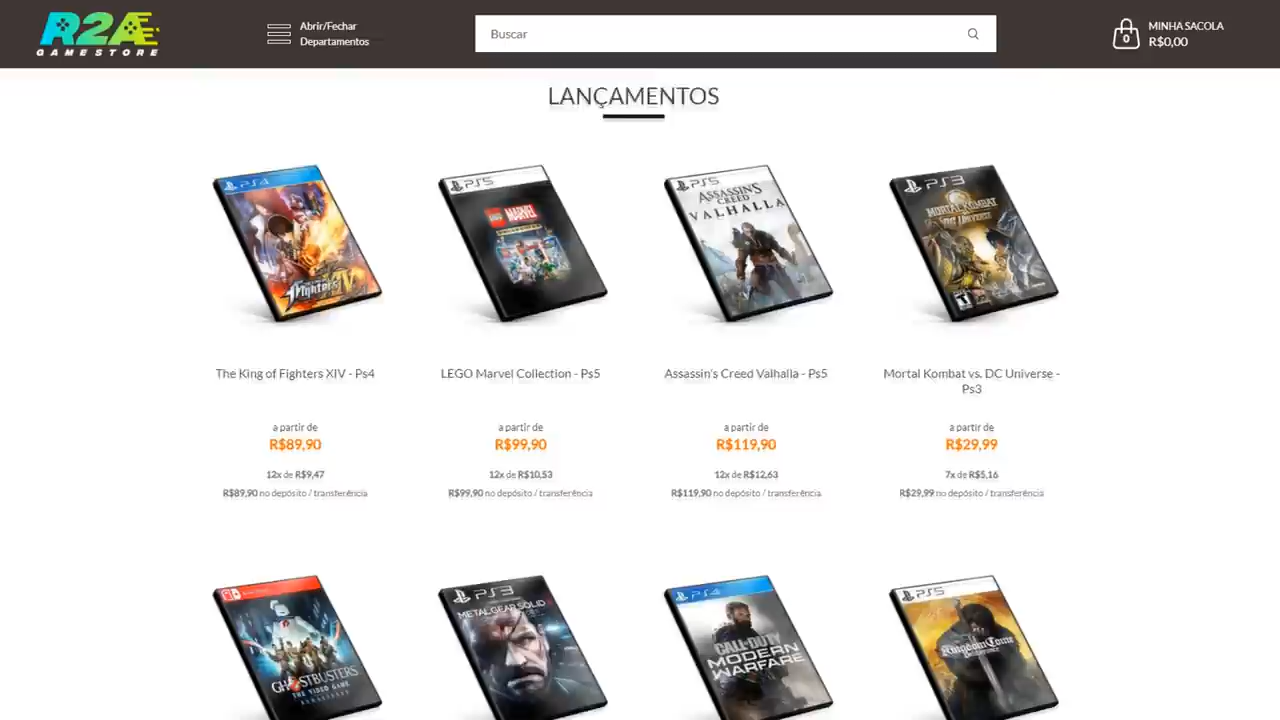 R2A
GAMESTORE
Abrir/Fechar
Departamentos
Buscar
0
MINHA SACOLA
R$0,00
LANÇAMENTOS
PS4
PS5
PS5
PS3
LEGO MARVEL
ASSASSIN'S
CREED
VALHALLA
MORTAL KOMBAT
VS DC UNIVERSE
FIGHTERS XIV
T
The King of Fighters XIV - Ps4
LEGO Marvel Collection - Ps5
Assassin's Creed Valhalla - Ps5
Mortal Kombat vs. DC Universe -
Ps3
a partir de
a partir de
a partir de
a partir de
R$89,90
R$99,90
R$119,90
R$29,99
12x de R$9,47
12x de R$10,53
12x de R$12,63
7x de R$5,16
R$89,90 no depósito / transferência
R$99,90 no depósito / transferência
R$119,90 no depósito / transferência
R$29,99 no depósito / transferência
PS3
PS4
PS5
METAL GEAR SOLID
GHOSTBUSTERS
THE VIDEO GAME
REMASTERED
CALL OF DUTY
MODERN
WARFARE
KINGDOM COME
DELIVERANCE